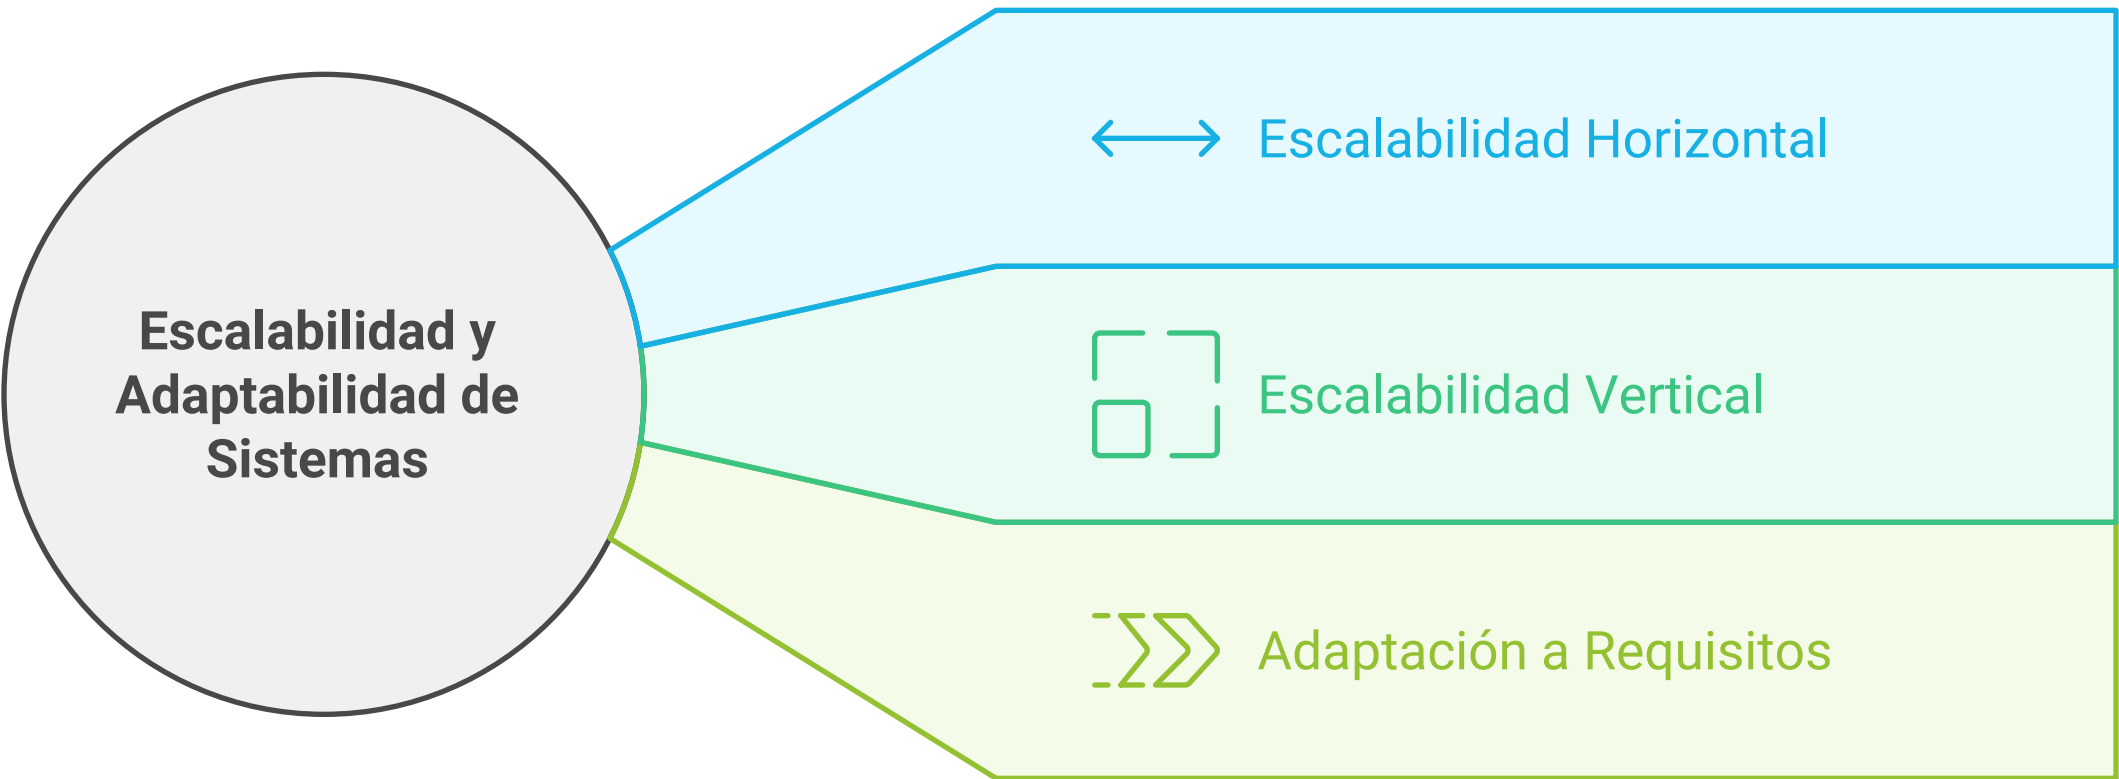 Escalabilidad y
Adaptabilidad de
Sistemas
Escalabilidad Horizontal
Escalabilidad Vertical
Adaptación a Requisitos